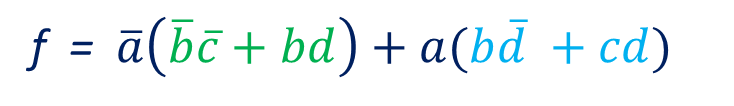 f = a̅(b̅c̅ + bd) + a(bd̅ + cd)